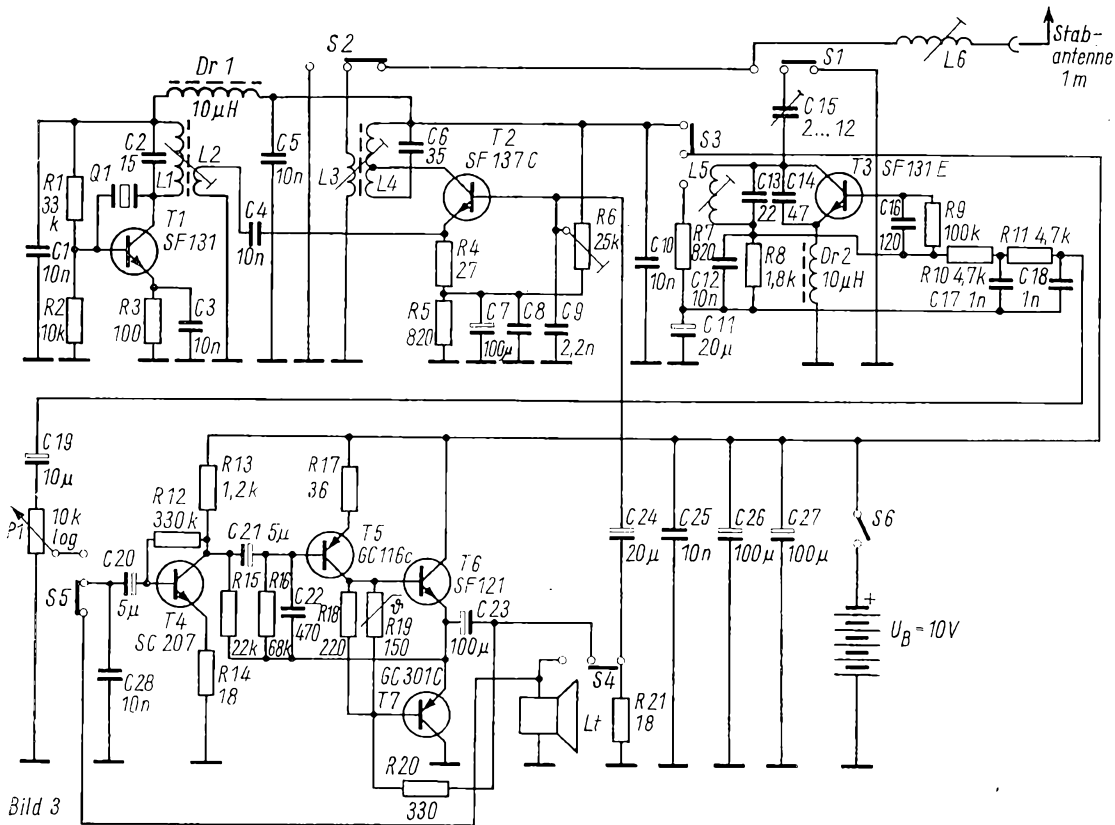 S2
Stab-
antenne
1 m
L6
S1
Dr 1
10µH
C15
2...12
C2
15
L2
C5
10n
C6
35
T2
SF 137 C
S3
T3
SF131 E
Q1
L1
L3
L4
L5
C13
22
C14
47
R1
33
k
T1
SF131
C4
10n
R6
25k
C16
120
R9
100k
C1
10n
R4
27
C10
10n
R7
820
R8
1,8k
Dr2
10µH
R10 4,7k
R11 4,7k
C12
10n
C17 1n
C18
1n
R2
10k
R3
100
C3
10n
R5
820
C7
100µ
C8
C9
2,2n
C11
20µ
C19
10µ
R13
1,2k
R17
36
P1
10k
log
R12
330k
C21 5µ
T5
GC116c
C24
20µ
C25
10n
C26
100µ
C27
100µ
S6
C20
5µ
R15
22k
R16
68k
C22
470
T6
SF121
S5
T4
SC 207
R18
220
ϑ
R19
150
C23
100µ
+
U_B = 10V
C28
10n
R14
18
GC301C
T7
S4
Lt
R21
18
R20
330
Bild 3